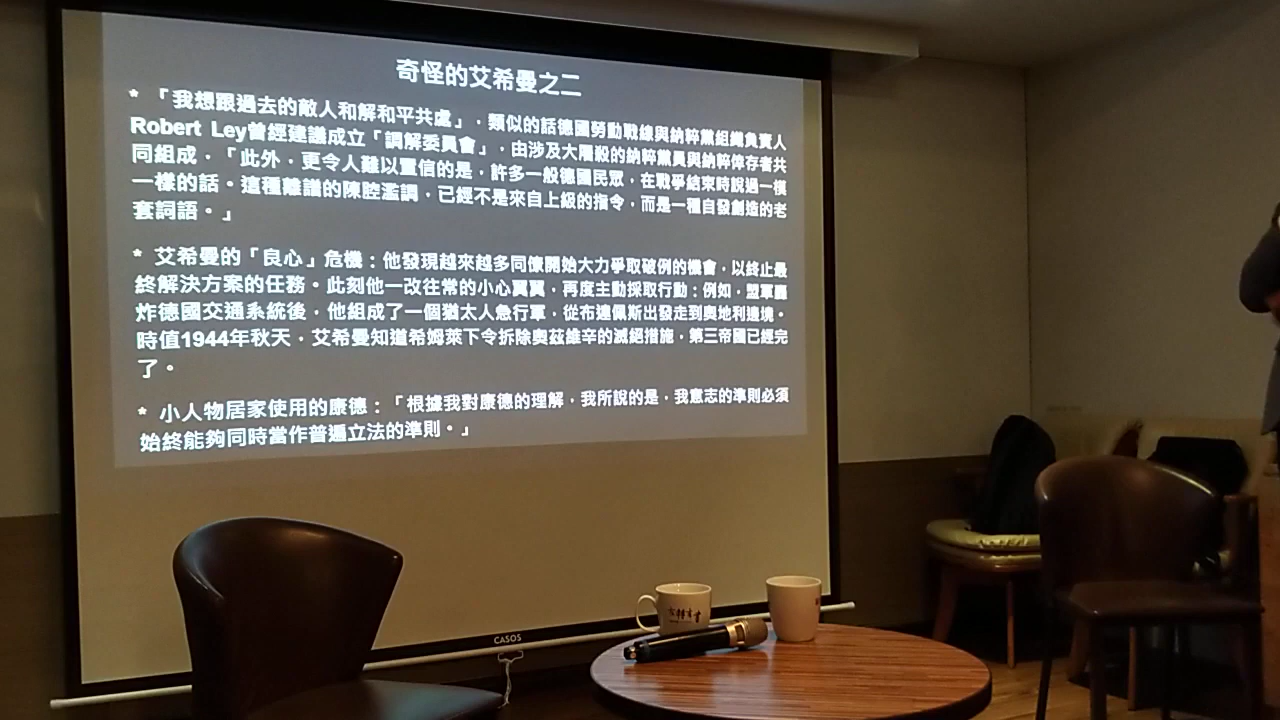 奇怪的艾希曼之二
* 「我想跟過去的敵人和解和平共處」，類似的話德國勞動戰線與納粹黨組織負責人
Robert Ley曾經建議成立「調解委員會」，由涉及大屠殺的納粹黨員與納粹倖存者共
同組成，「此外，更令人難以置信的是，許多一般德國民眾，在戰爭結束時說過一模
一樣的話。這種離譜的陳腔濫調，已經不是來自上級的指令，而是一種自發創造的老
套詞語。」
* 艾希曼的「良心」危機：他發現越來越多同僚開始大力爭取破例的機會，以終止最
終解決方案的任務。此刻他一改往常的小心翼翼，再度主動採取行動：例如，盟軍轟
炸德國交通系統後，他組成了一個猶太人急行軍，從布達佩斯出發走到奧地利邊境。
時值1944年秋天，艾希曼知道希姆萊下令拆除奧茲維辛的滅絕措施，第三帝國已經完
了。
* 小人物居家使用的康德：「根據我對康德的理解，我所說的是，我意志的準則必須
始終能夠同時當作普遍立法的準則。」
CASOS